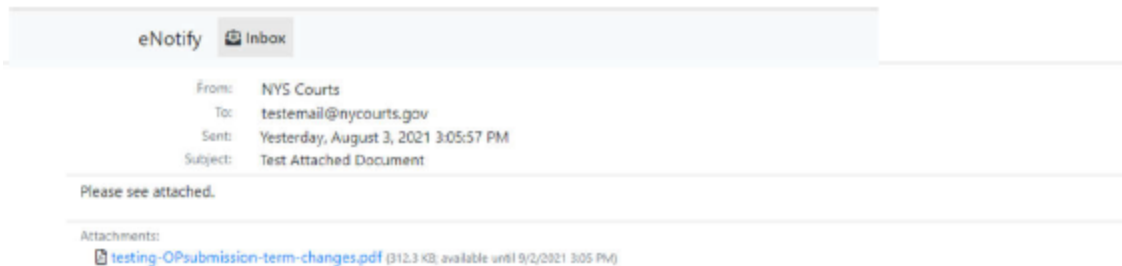 eNotify Inbox
From: NYS Courts
To: testemail@nycourts.gov
Sent: Yesterday, August 3, 2021 3:05:57 PM
Subject: Test Attached Document
Please see attached.
Attachments:
testing-OPsubmission-term-changes.pdf (312.3 KB; available until 9/2/2021 3:05 PM)